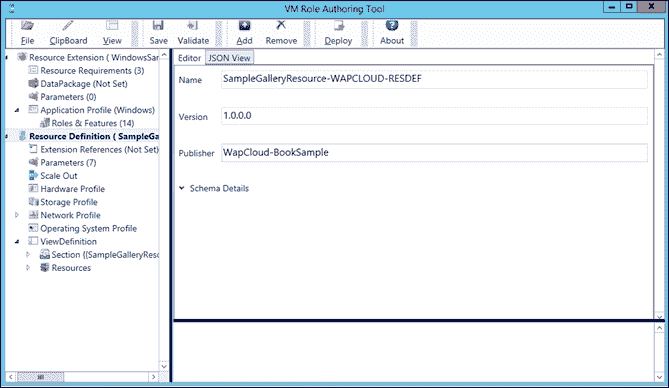 VM Role Authoring Tool
File ClipBoard View Save Validate Add Remove Deploy About
Resource Extension ( WindowsSar
Resource Requirements (3)
DataPackage (Not Set)
Parameters (0)
Application Profile (Windows)
Roles & Features (14)
Resource Definition ( SampleGa
Extension References (Not Set)
Parameters (7)
Scale Out
Hardware Profile
Storage Profile
Network Profile
Operating System Profile
ViewDefinition
Section {{SampleGalleryReso
Resources
Editor JSON View
Name SampleGalleryResource-WAPCLOUD-RESDEF
Version 1.0.0.0
Publisher WapCloud-BookSample
Schema Details